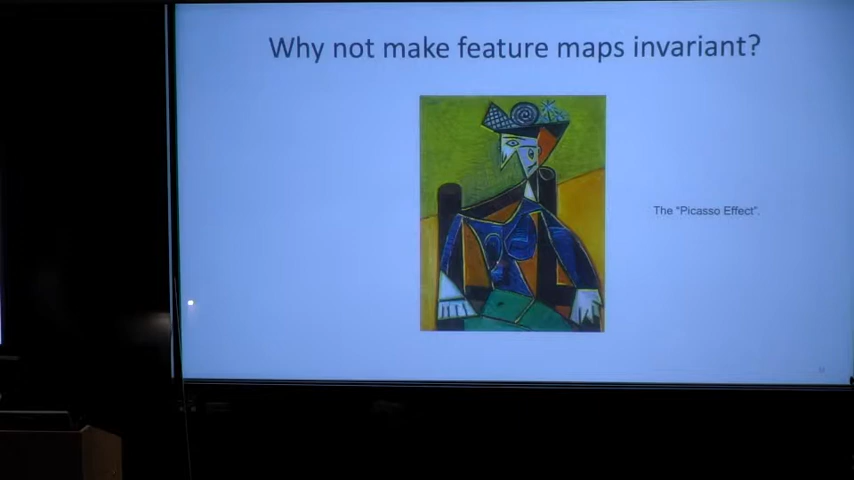 Why not make feature maps invariant?
The "Picasso Effect".